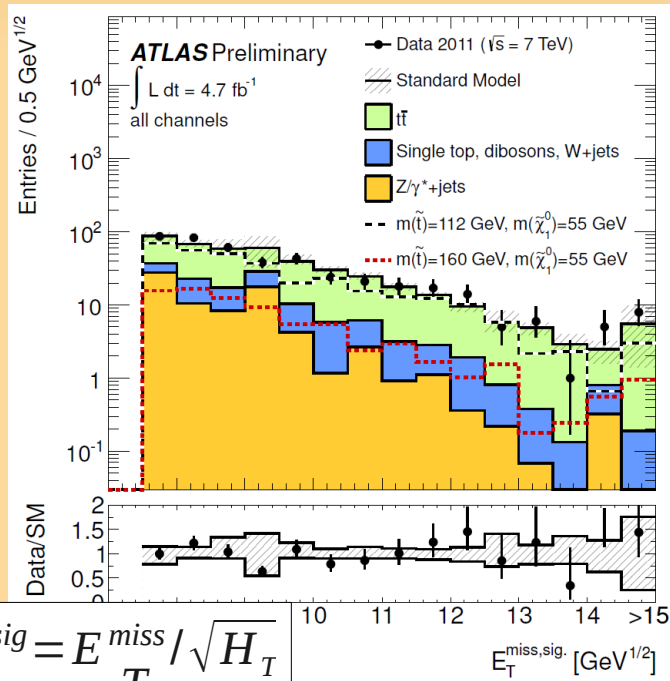 ATLAS Preliminary
∫ L dt = 4.7 fb⁻¹
all channels
Data 2011 (√s = 7 TeV)
Standard Model
tt̄
Single top, dibosons, W+jets
Z/γ*+jets
m(t̃)=112 GeV, m(χ̃₁⁰)=55 GeV
m(t̃)=160 GeV, m(χ̃₁⁰)=55 GeV
Entries / 0.5 GeV^1/2
10⁴
10³
10²
10
1
10⁻¹
Data/SM
2
1.5
1
0.5
0
10 11 12 13 14 >15
E_T^miss,sig. [GeV^1/2]
sig = E_T^miss / √H_T